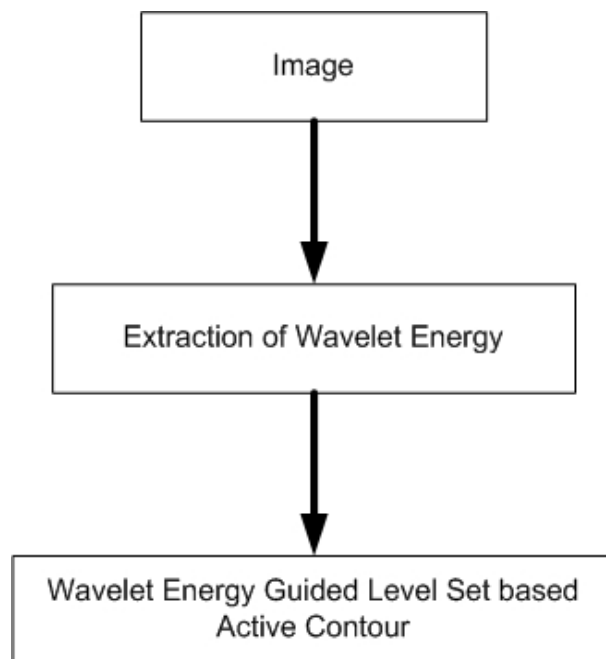 Image
Extraction of Wavelet Energy
Wavelet Energy Guided Level Set based
Active Contour